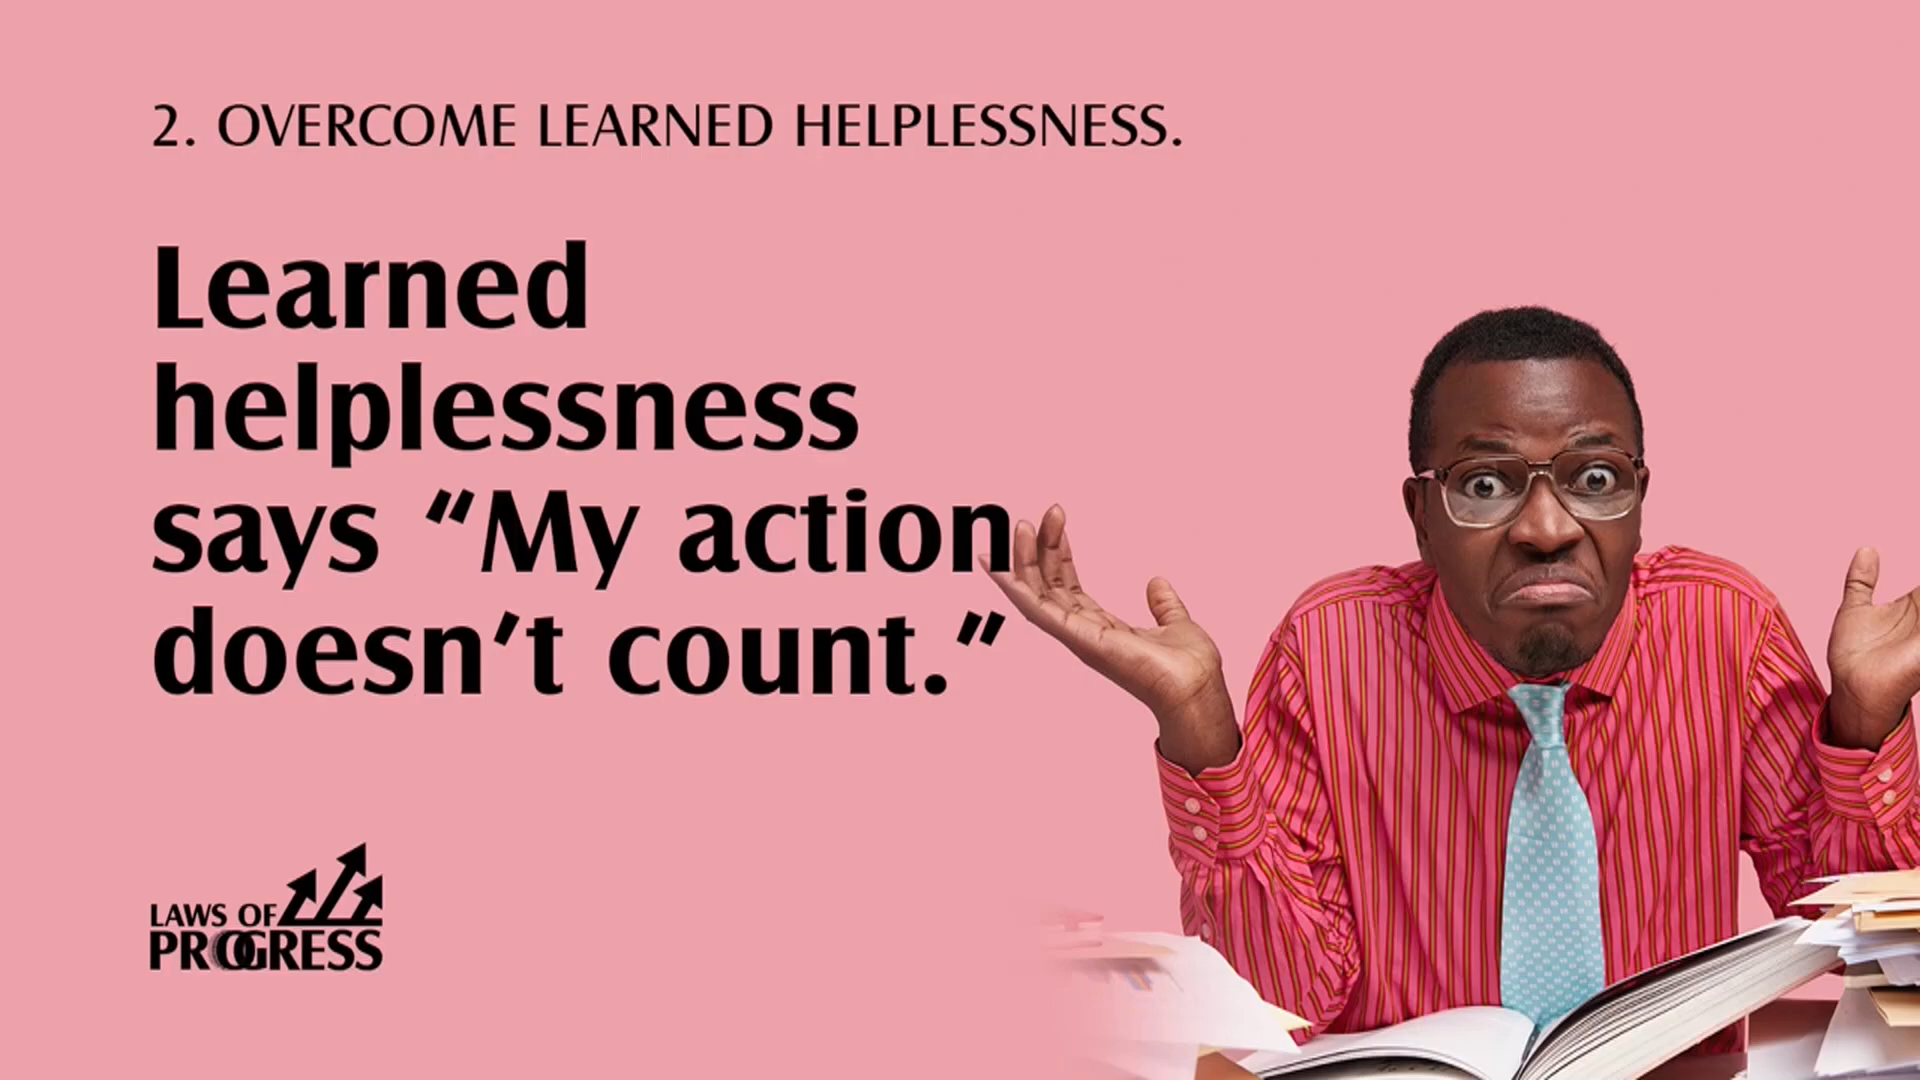 2. OVERCOME LEARNED HELPLESSNESS.
Learned
helplessness
says “My action
doesn’t count.”
LAWS OF
PROGRESS